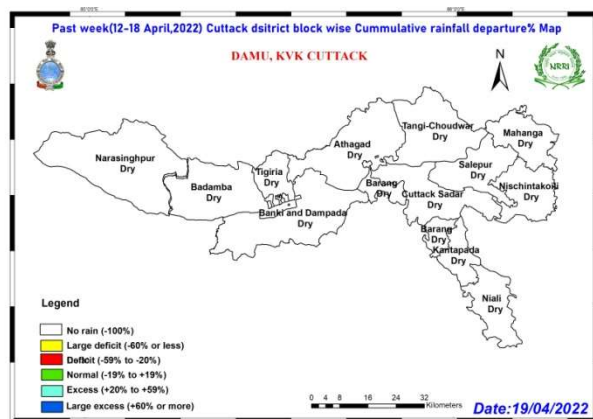 Past week(12-18 April,2022) Cuttack dsitrict block wise Cummulative rainfall departure% Map
DAMU, KVK CUTTACK
N
NRRI
Narasinghpur
Dry
Badamba
Dry
Tigiria
Dry
Athagad
Dry
Tangi-Choudwar
Dry
Mahanga
Dry
Salepur
Dry
Nischintakoili
Dry
Barang
Dry
Cuttack Sadar
Dry
Banki and Dampada
Dry
Barang
Dry
Kantapada
Dry
Niali
Dry
Legend
No rain (-100%)
Large deficit (-60% or less)
Deficit (-59% to -20%)
Normal (-19% to +19%)
Excess (+20% to +59%)
Large excess (+60% or more)
0 4 8 16 24 32
Kilometers
Date:19/04/2022